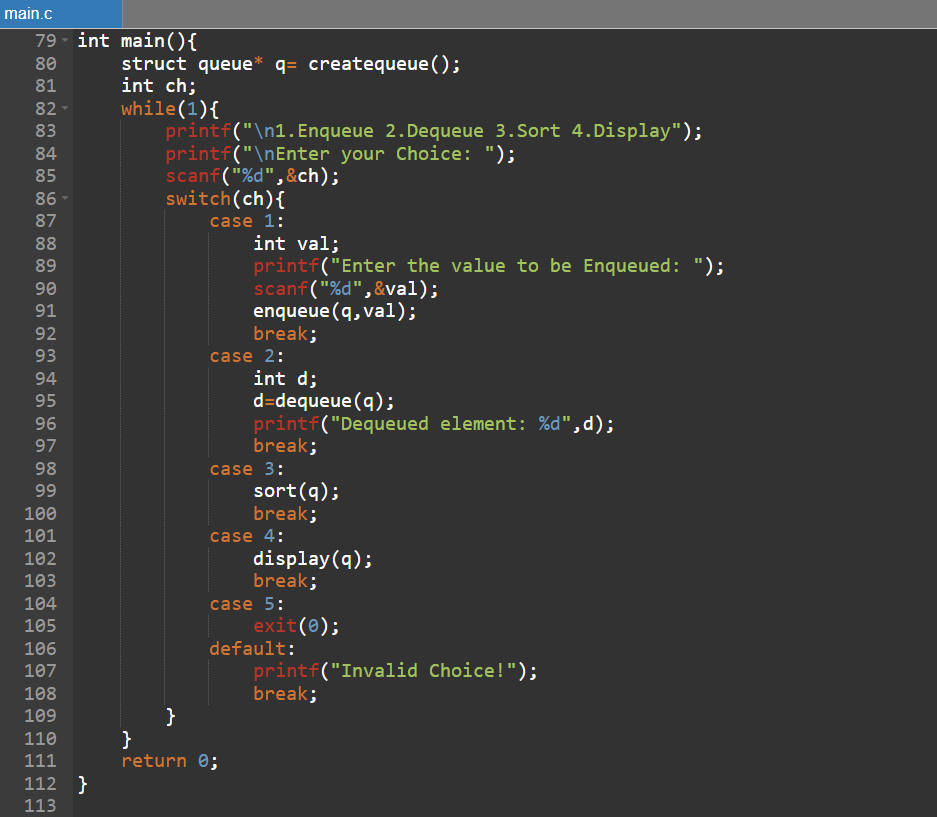 main.c
79 int main(){
80     struct queue* q= createqueue();
81     int ch;
82     while(1){
83         printf("\n1.Enqueue 2.Dequeue 3.Sort 4.Display");
84         printf("\nEnter your Choice: ");
85         scanf("%d",&ch);
86         switch(ch){
87             case 1:
88                 int val;
89                 printf("Enter the value to be Enqueued: ");
90                 scanf("%d",&val);
91                 enqueue(q,val);
92                 break;
93             case 2:
94                 int d;
95                 d=dequeue(q);
96                 printf("Dequeued element: %d",d);
97                 break;
98             case 3:
99                 sort(q);
100                 break;
101             case 4:
102                 display(q);
103                 break;
104             case 5:
105                 exit(0);
106             default:
107                 printf("Invalid Choice!");
108                 break;
109         }
110     }
111     return 0;
112 }
113